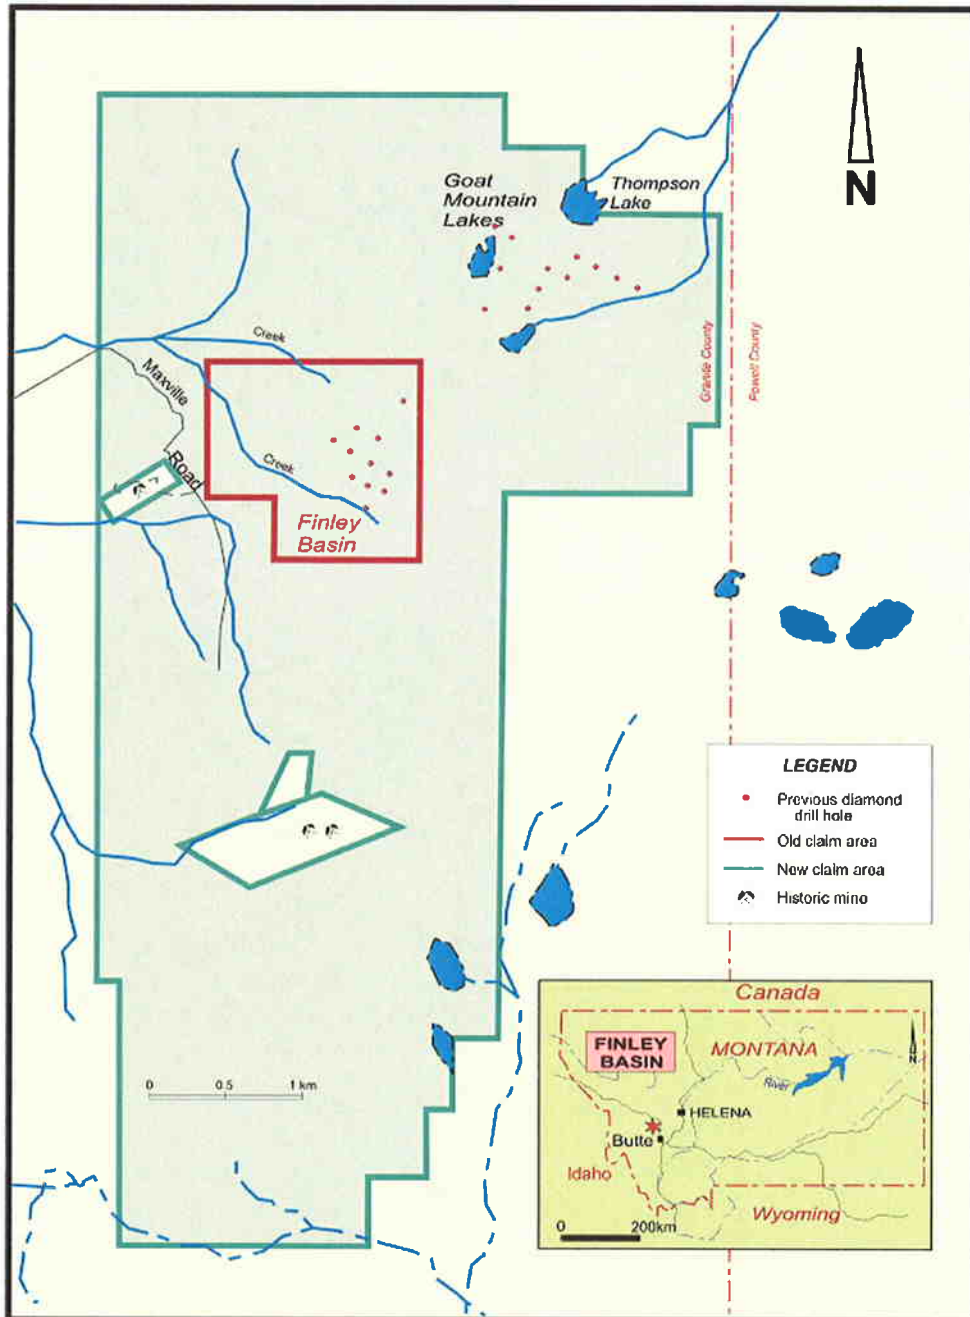 N
Goat
Mountain
Lakes
Thompson
Lake
Creek
Maxville
Road
Creek
Finley
Basin
Granite County
Powell County
LEGEND
Previous diamond
drill hole
Old claim area
New claim area
Historic mine
0 0.5 1 km
Canada
FINLEY
BASIN
MONTANA
N
River
HELENA
Butte
Idaho
Wyoming
0 200km